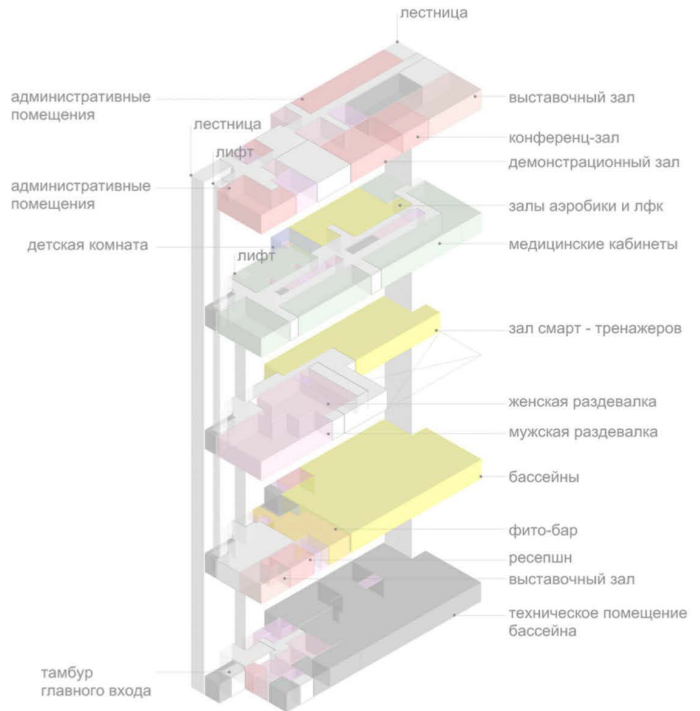 лестница
административные
помещения
выставочный зал
лестница
конференц-зал
лифт
демонстрационный зал
административные
помещения
залы аэробики и лфк
детская комната
медицинские кабинеты
лифт
зал смарт - тренажеров
женская раздевалка
мужская раздевалка
бассейны
фито-бар
ресепшн
выставочный зал
техническое помещение
бассейна
тамбур
главного входа